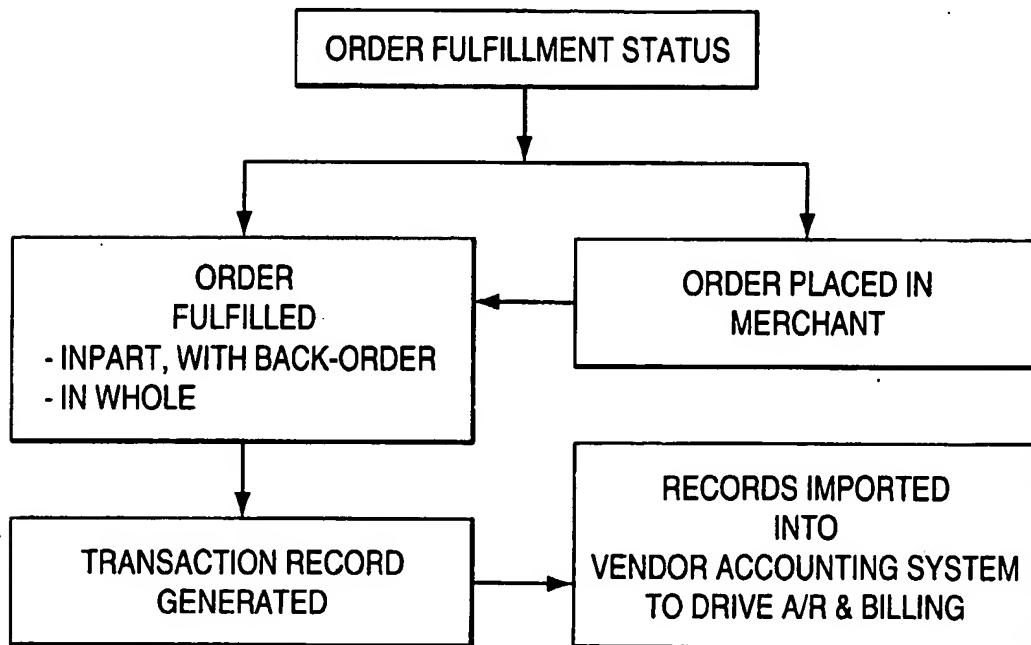 ORDER FULFILLMENT STATUS
ORDER
FULFILLED
- INPART, WITH BACK-ORDER
- IN WHOLE
ORDER PLACED IN
MERCHANT
TRANSACTION RECORD
GENERATED
RECORDS IMPORTED
INTO
VENDOR ACCOUNTING SYSTEM
TO DRIVE A/R & BILLING